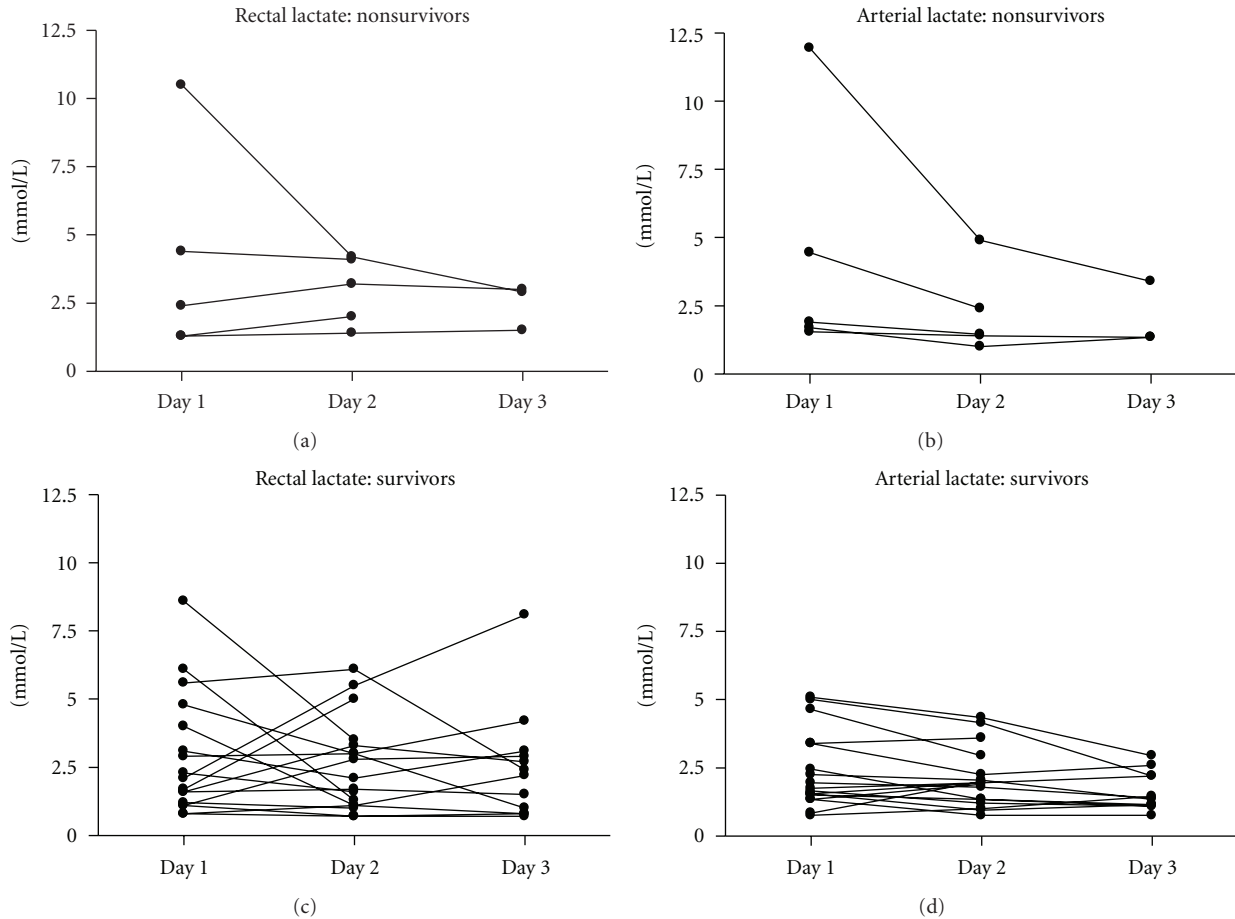 Rectal lactate: nonsurvivors
12.5
10
7.5
5
2.5
0
(mmol/L)
Day 1 Day 2 Day 3
(a)
Arterial lactate: nonsurvivors
12.5
10
7.5
5
2.5
0
(mmol/L)
Day 1 Day 2 Day 3
(b)
Rectal lactate: survivors
12.5
10
7.5
5
2.5
0
(mmol/L)
Day 1 Day 2 Day 3
(c)
Arterial lactate: survivors
12.5
10
7.5
5
2.5
0
(mmol/L)
Day 1 Day 2 Day 3
(d)